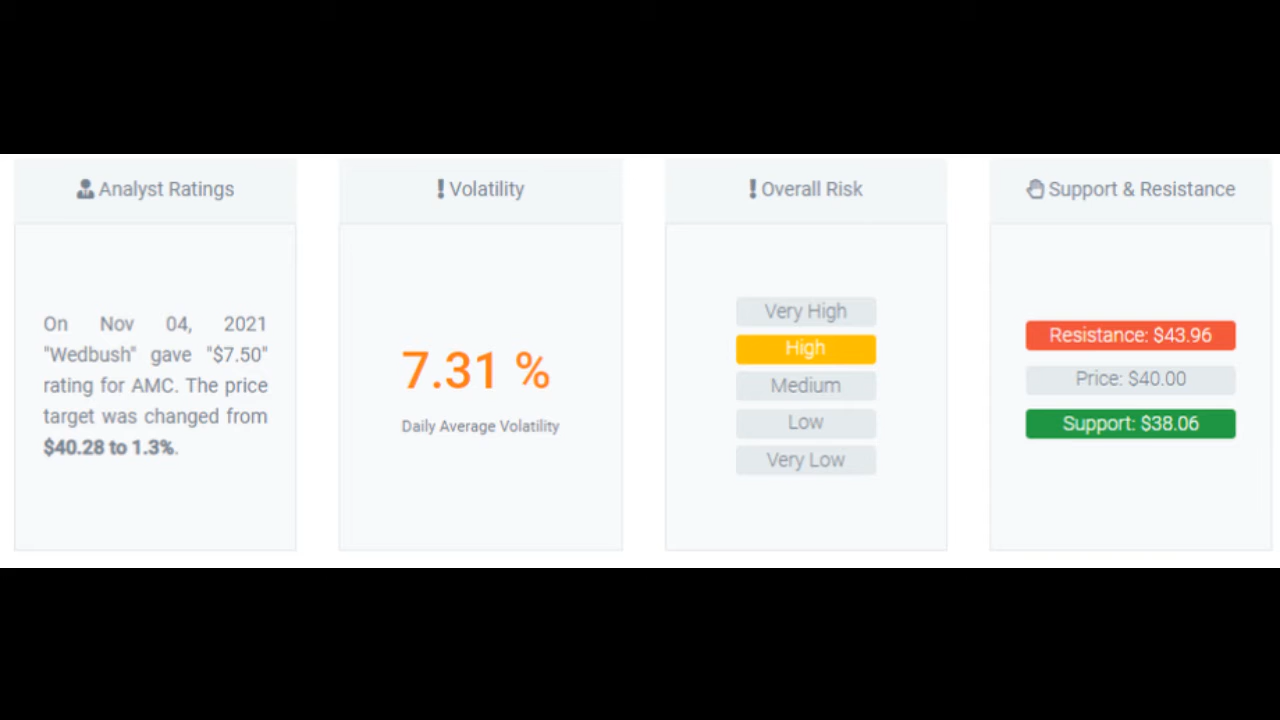 Analyst Ratings
On Nov 04, 2021
"Wedbush" gave "$7.50"
rating for AMC. The price
target was changed from
$40.28 to 1.3%.
Volatility
7.31 %
Daily Average Volatility
Overall Risk
Very High
High
Medium
Low
Very Low
Support & Resistance
Resistance: $43.96
Price: $40.00
Support: $38.06